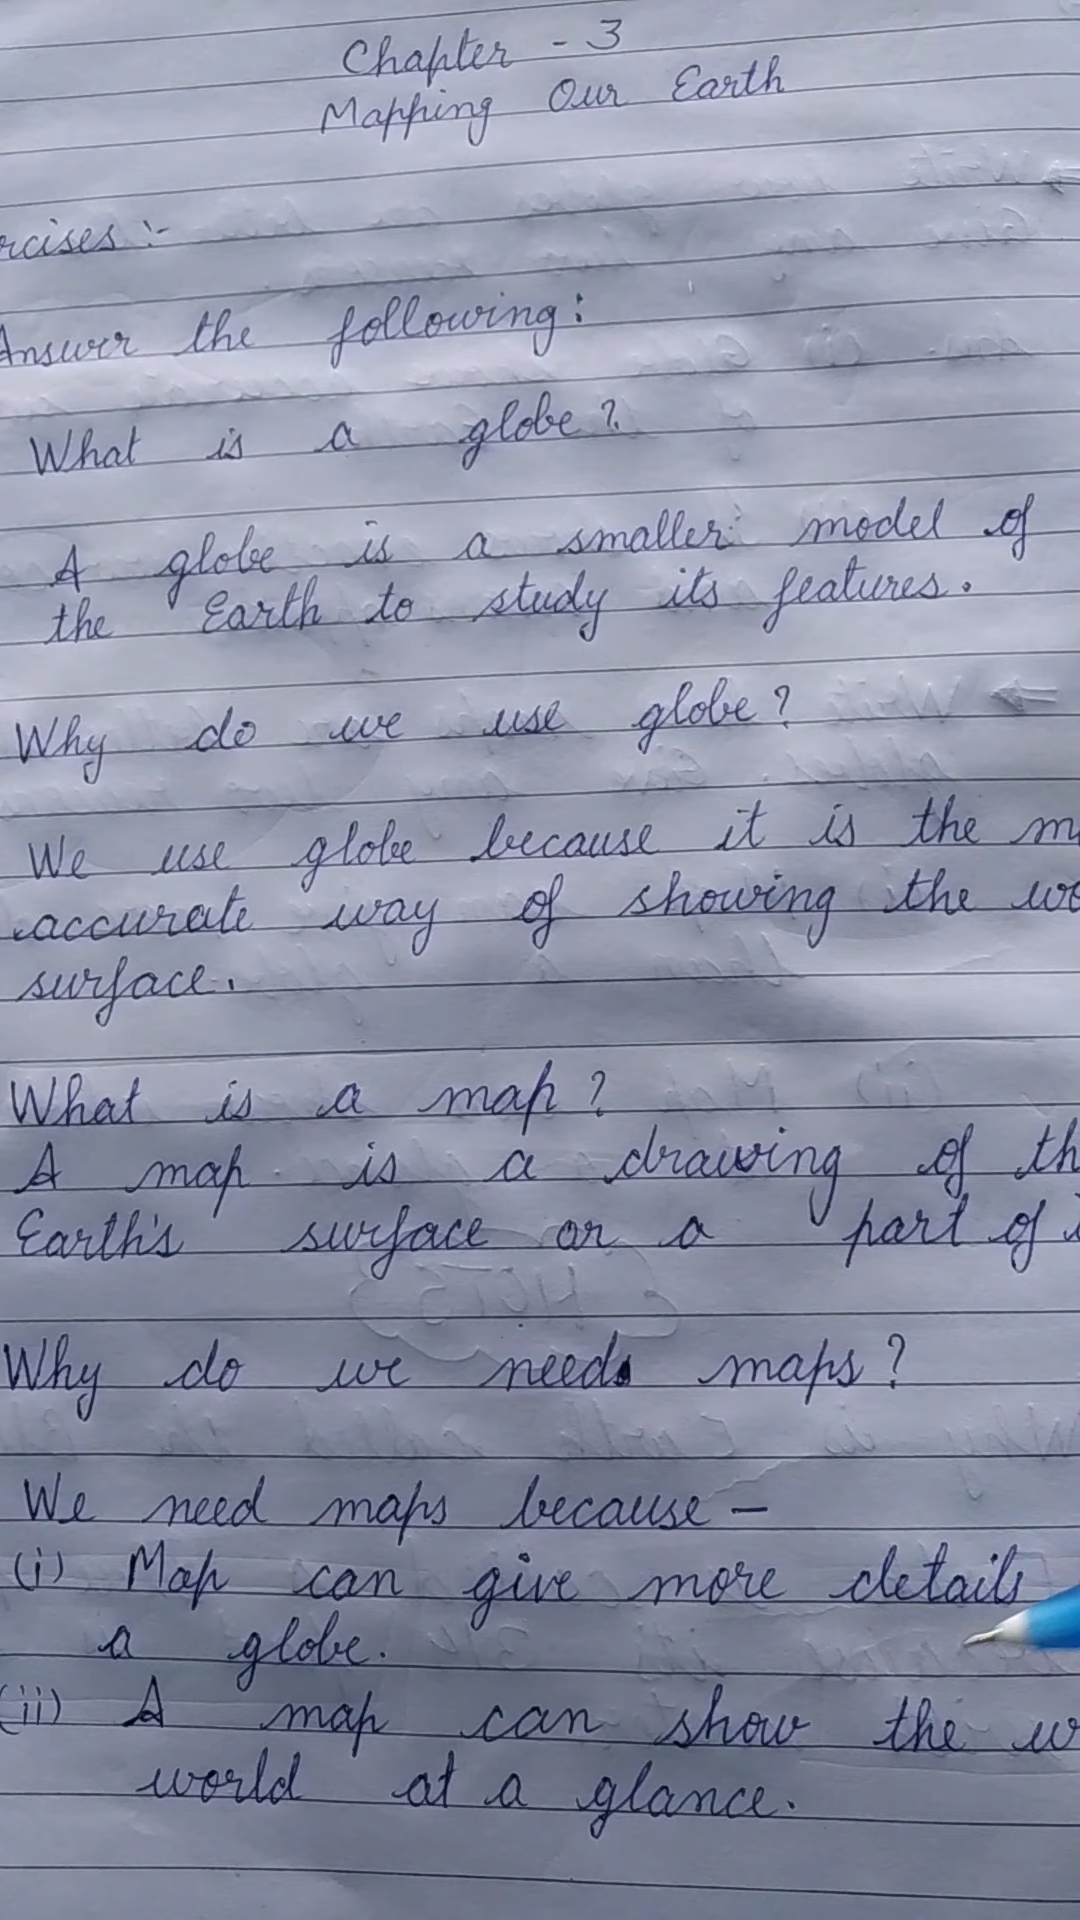 Chapter - 3
Mapping Our Earth
rcises :-
Answer the following:
What is a globe?
A globe is a smaller model of
the Earth to study its features.
Why do we use globe?
We use globe because it is the
accurate way of showing the
surface.
What is a map?
A map is a drawing of
Earth's surface or a part of
Why do we need maps?
We need maps because –
(i) Map can give more details
a globe.
(ii) A map can show the
world at a glance.